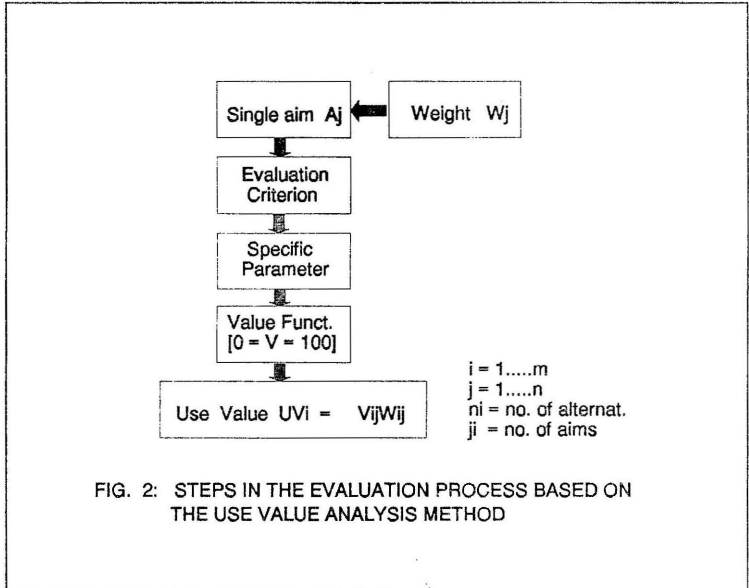 Single aim Aj
Weight Wj
Evaluation
Criterion
Specific
Parameter
Value Funct.
[0 = V = 100]
Use Value UVi = VijWij
i = 1.....m
j = 1.....n
ni = no. of alternat.
ji = no. of aims
FIG. 2: STEPS IN THE EVALUATION PROCESS BASED ON
THE USE VALUE ANALYSIS METHOD